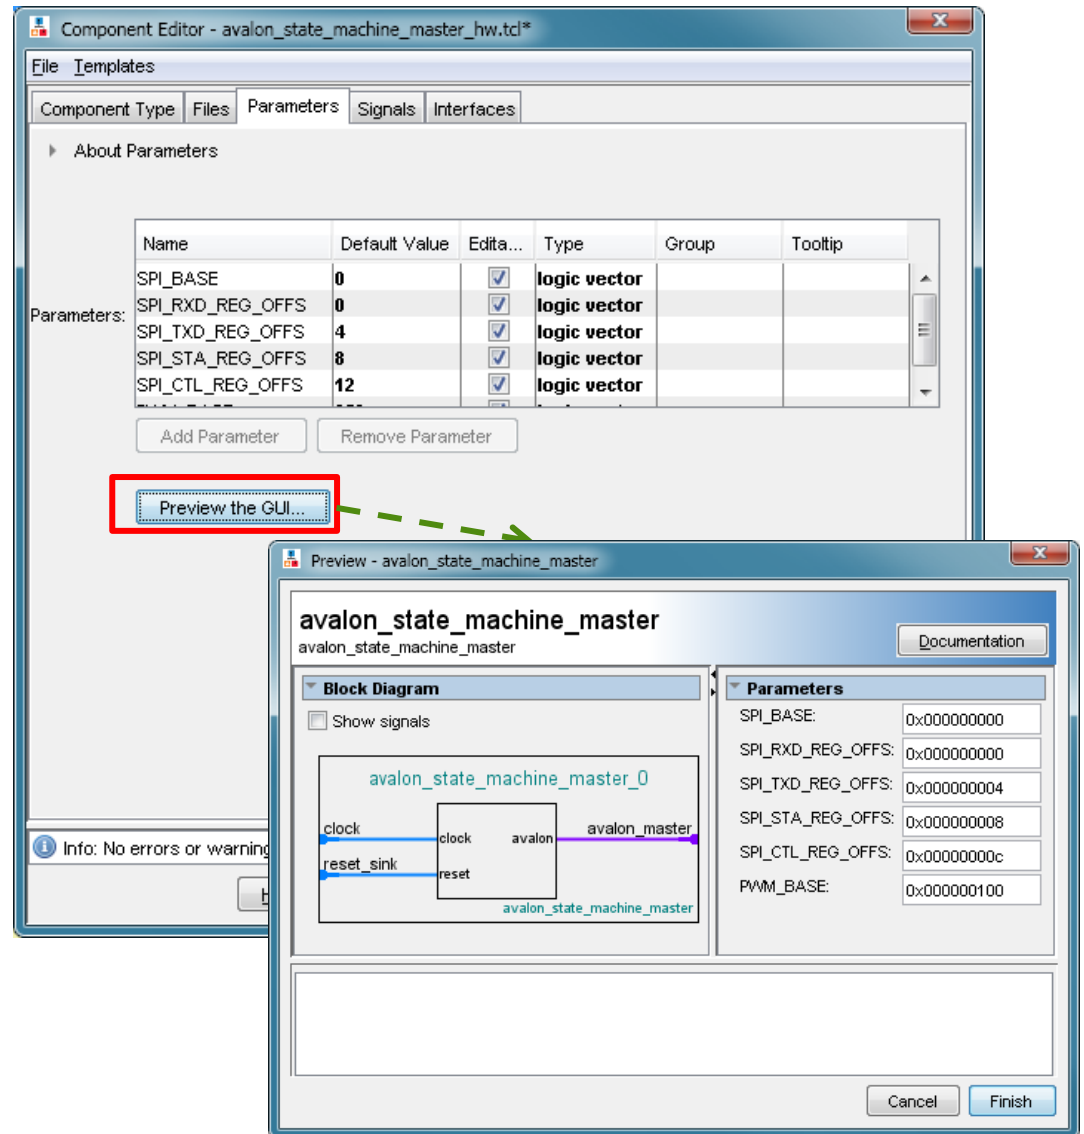 Component Editor - avalon_state_machine_master_hw.tcl*
File Templates
Component Type Files Parameters Signals Interfaces
About Parameters
Name Default Value Edita... Type Group Tooltip
Parameters:
SPI_BASE 0 logic vector
SPI_RXD_REG_OFFS 0 logic vector
SPI_TXD_REG_OFFS 4 logic vector
SPI_STA_REG_OFFS 8 logic vector
SPI_CTL_REG_OFFS 12 logic vector
Add Parameter Remove Parameter
Preview the GUI...
Info: No errors or warning
Preview - avalon_state_machine_master
avalon_state_machine_master
avalon_state_machine_master
Documentation
Block Diagram
Show signals
avalon_state_machine_master_0
clock clock avalon avalon_master
reset_sink reset
avalon_state_machine_master
Parameters
SPI_BASE: 0x000000000
SPI_RXD_REG_OFFS: 0x000000000
SPI_TXD_REG_OFFS: 0x000000004
SPI_STA_REG_OFFS: 0x000000008
SPI_CTL_REG_OFFS: 0x00000000c
PWM_BASE: 0x000000100
Cancel Finish